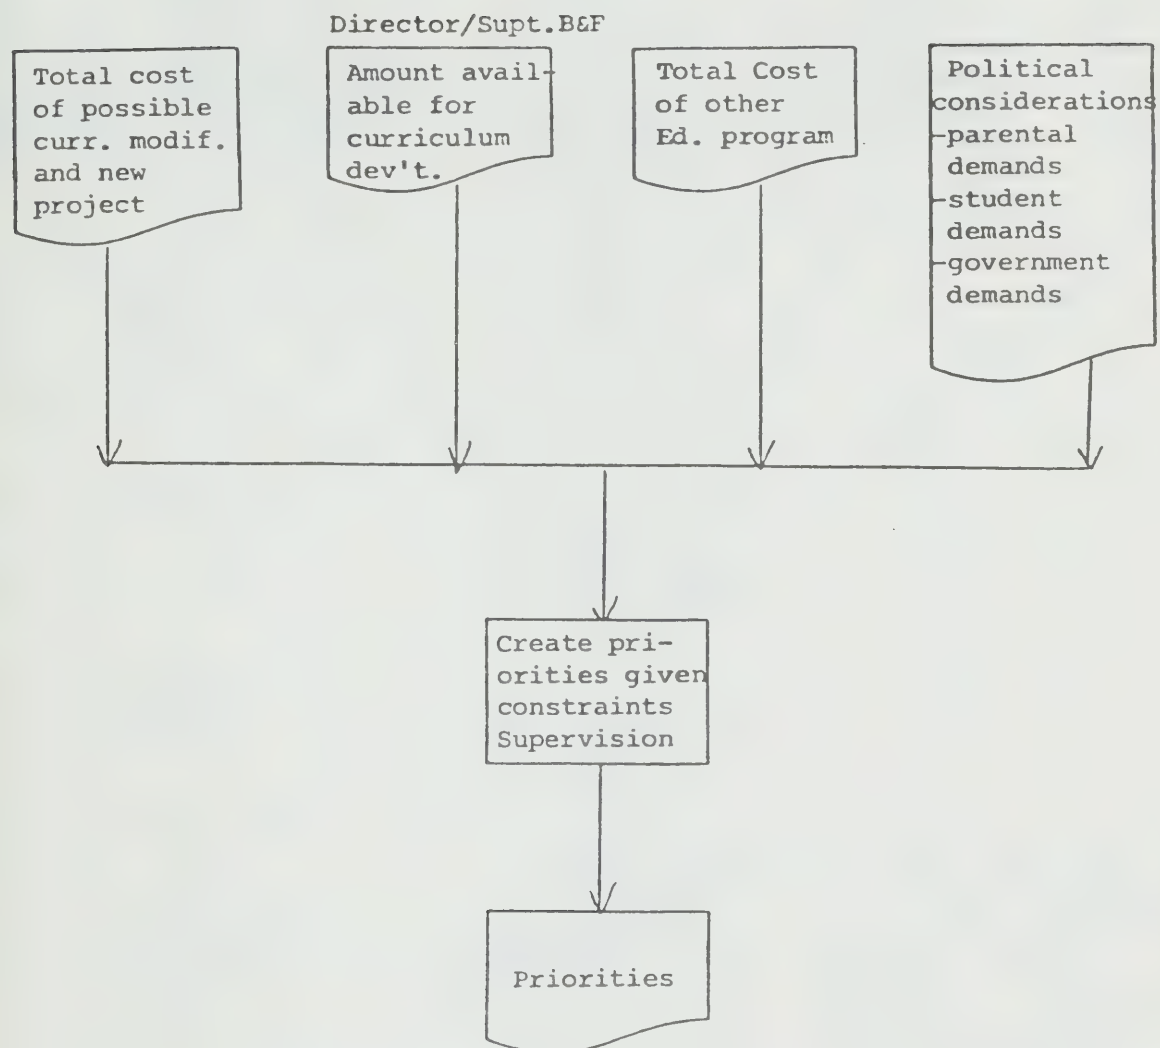 Director/Supt.B&F
Total cost
of possible
curr. modif.
and new
project
Amount avail-
able for
curriculum
dev't.
Total Cost
of other
Ed. program
Political
considerations
-parental
demands
-student
demands
-government
demands
Create pri-
orities given
constraints
Supervision
Priorities